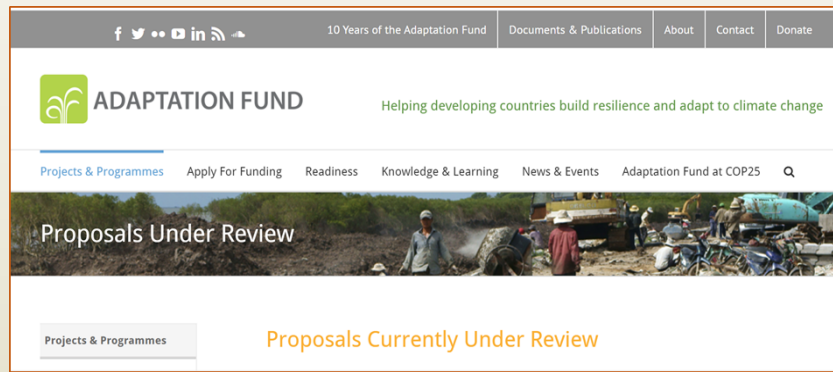 10 Years of the Adaptation Fund Documents & Publications About Contact Donate
ADAPTATION FUND
Helping developing countries build resilience and adapt to climate change
Projects & Programmes Apply For Funding Readiness Knowledge & Learning News & Events Adaptation Fund at COP25
Proposals Under Review
Projects & Programmes
Proposals Currently Under Review